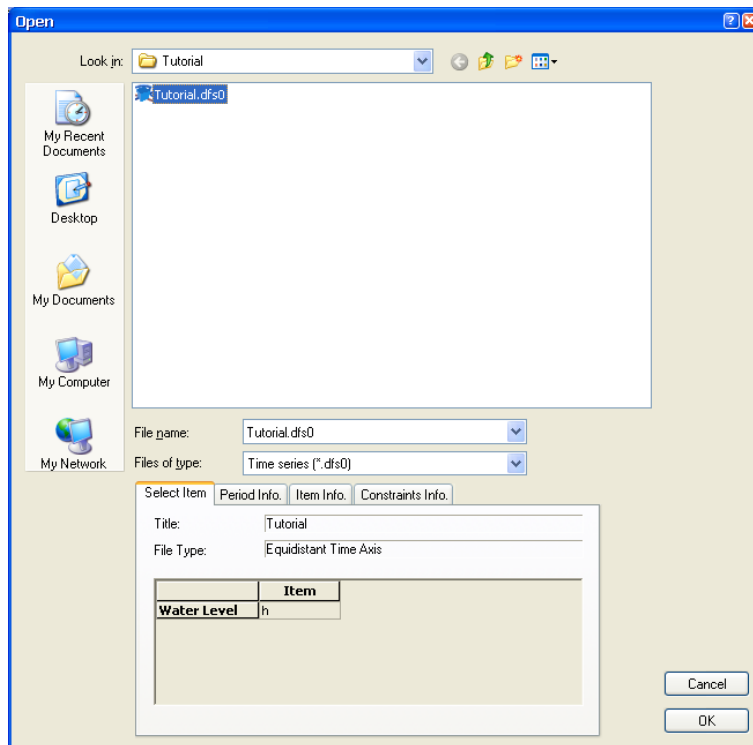 Open
Look in: Tutorial
Tutorial.dfs0
My Recent
Documents
Desktop
My Documents
My Computer
My Network
File name: Tutorial.dfs0
Files of type: Time series (*.dfs0)
Select Item Period Info. Item Info. Constraints Info.
Title: Tutorial
File Type: Equidistant Time Axis
Item
Water Level h
Cancel
OK